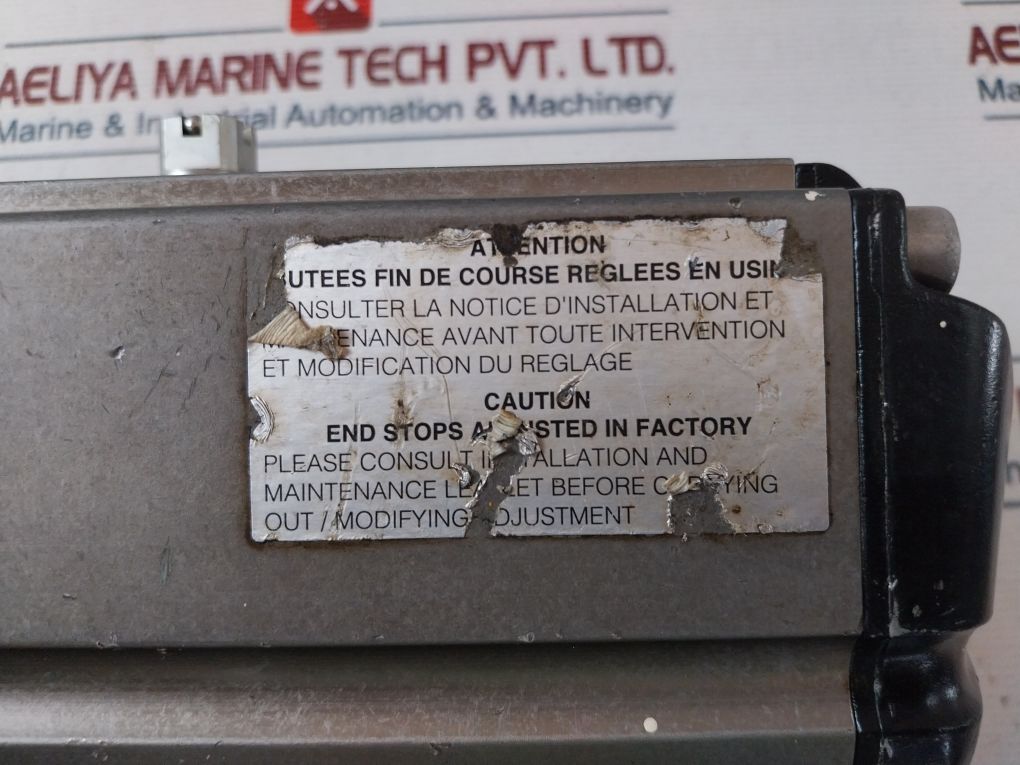 AELIYA MARINE TECH PVT. LTD.
Marine & Industrial Automation & Machinery
AE
Ma
ATTENTION
BUTEES FIN DE COURSE REGLEES EN USINE
CONSULTER LA NOTICE D'INSTALLATION ET
MAINTENANCE AVANT TOUTE INTERVENTION
ET MODIFICATION DU REGLAGE
CAUTION
END STOPS ADJUSTED IN FACTORY
PLEASE CONSULT INSTALLATION AND
MAINTENANCE LEAFLET BEFORE CARRYING
OUT / MODIFYING ADJUSTMENT